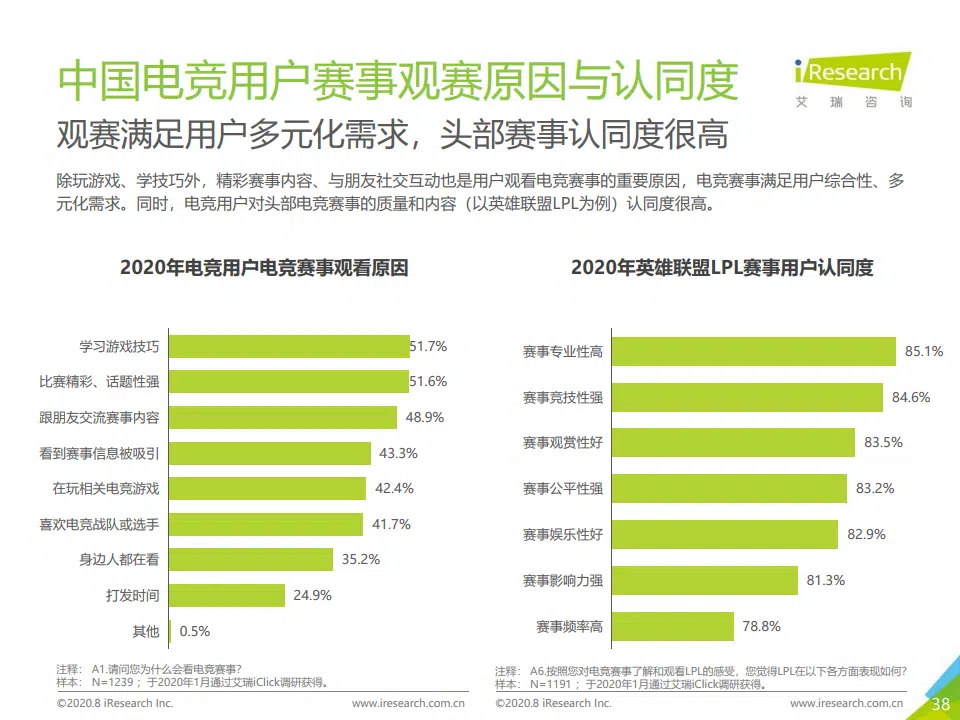 中国电竞用户赛事观赛原因与认同度
iResearch
艾瑞咨询
观赛满足用户多元化需求，头部赛事认同度很高
除玩游戏、学技巧外，精彩赛事内容、与朋友社交互动也是用户观看电竞赛事的重要原因，电竞赛事满足用户综合性、多
元化需求。同时，电竞用户对头部电竞赛事的质量和内容（以英雄联盟LPL为例）认同度很高。
2020年电竞用户电竞赛事观看原因
学习游戏技巧 51.7%
比赛精彩、话题性强 51.6%
跟朋友交流赛事内容 48.9%
看到赛事信息被吸引 43.3%
在玩相关电竞游戏 42.4%
喜欢电竞战队或选手 41.7%
身边人都在看 35.2%
打发时间 24.9%
其他 0.5%
注释： A1.请问您为什么会看电竞赛事?
样本： N=1239 ；于2020年1月通过艾瑞iClick调研获得。
©2020.8 iResearch Inc. www.iresearch.com.cn
2020年英雄联盟LPL赛事用户认同度
赛事专业性高 85.1%
赛事竞技性强 84.6%
赛事观赏性好 83.5%
赛事公平性强 83.2%
赛事娱乐性好 82.9%
赛事影响力强 81.3%
赛事频率高 78.8%
注释： A6.按照您对电竞赛事了解和观看LPL的感受，您觉得LPL在以下各方面表现如何?
样本： N=1191 ；于2020年1月通过艾瑞iClick调研获得。
©2020.8 iResearch Inc. www.iresearch.com.cn
38